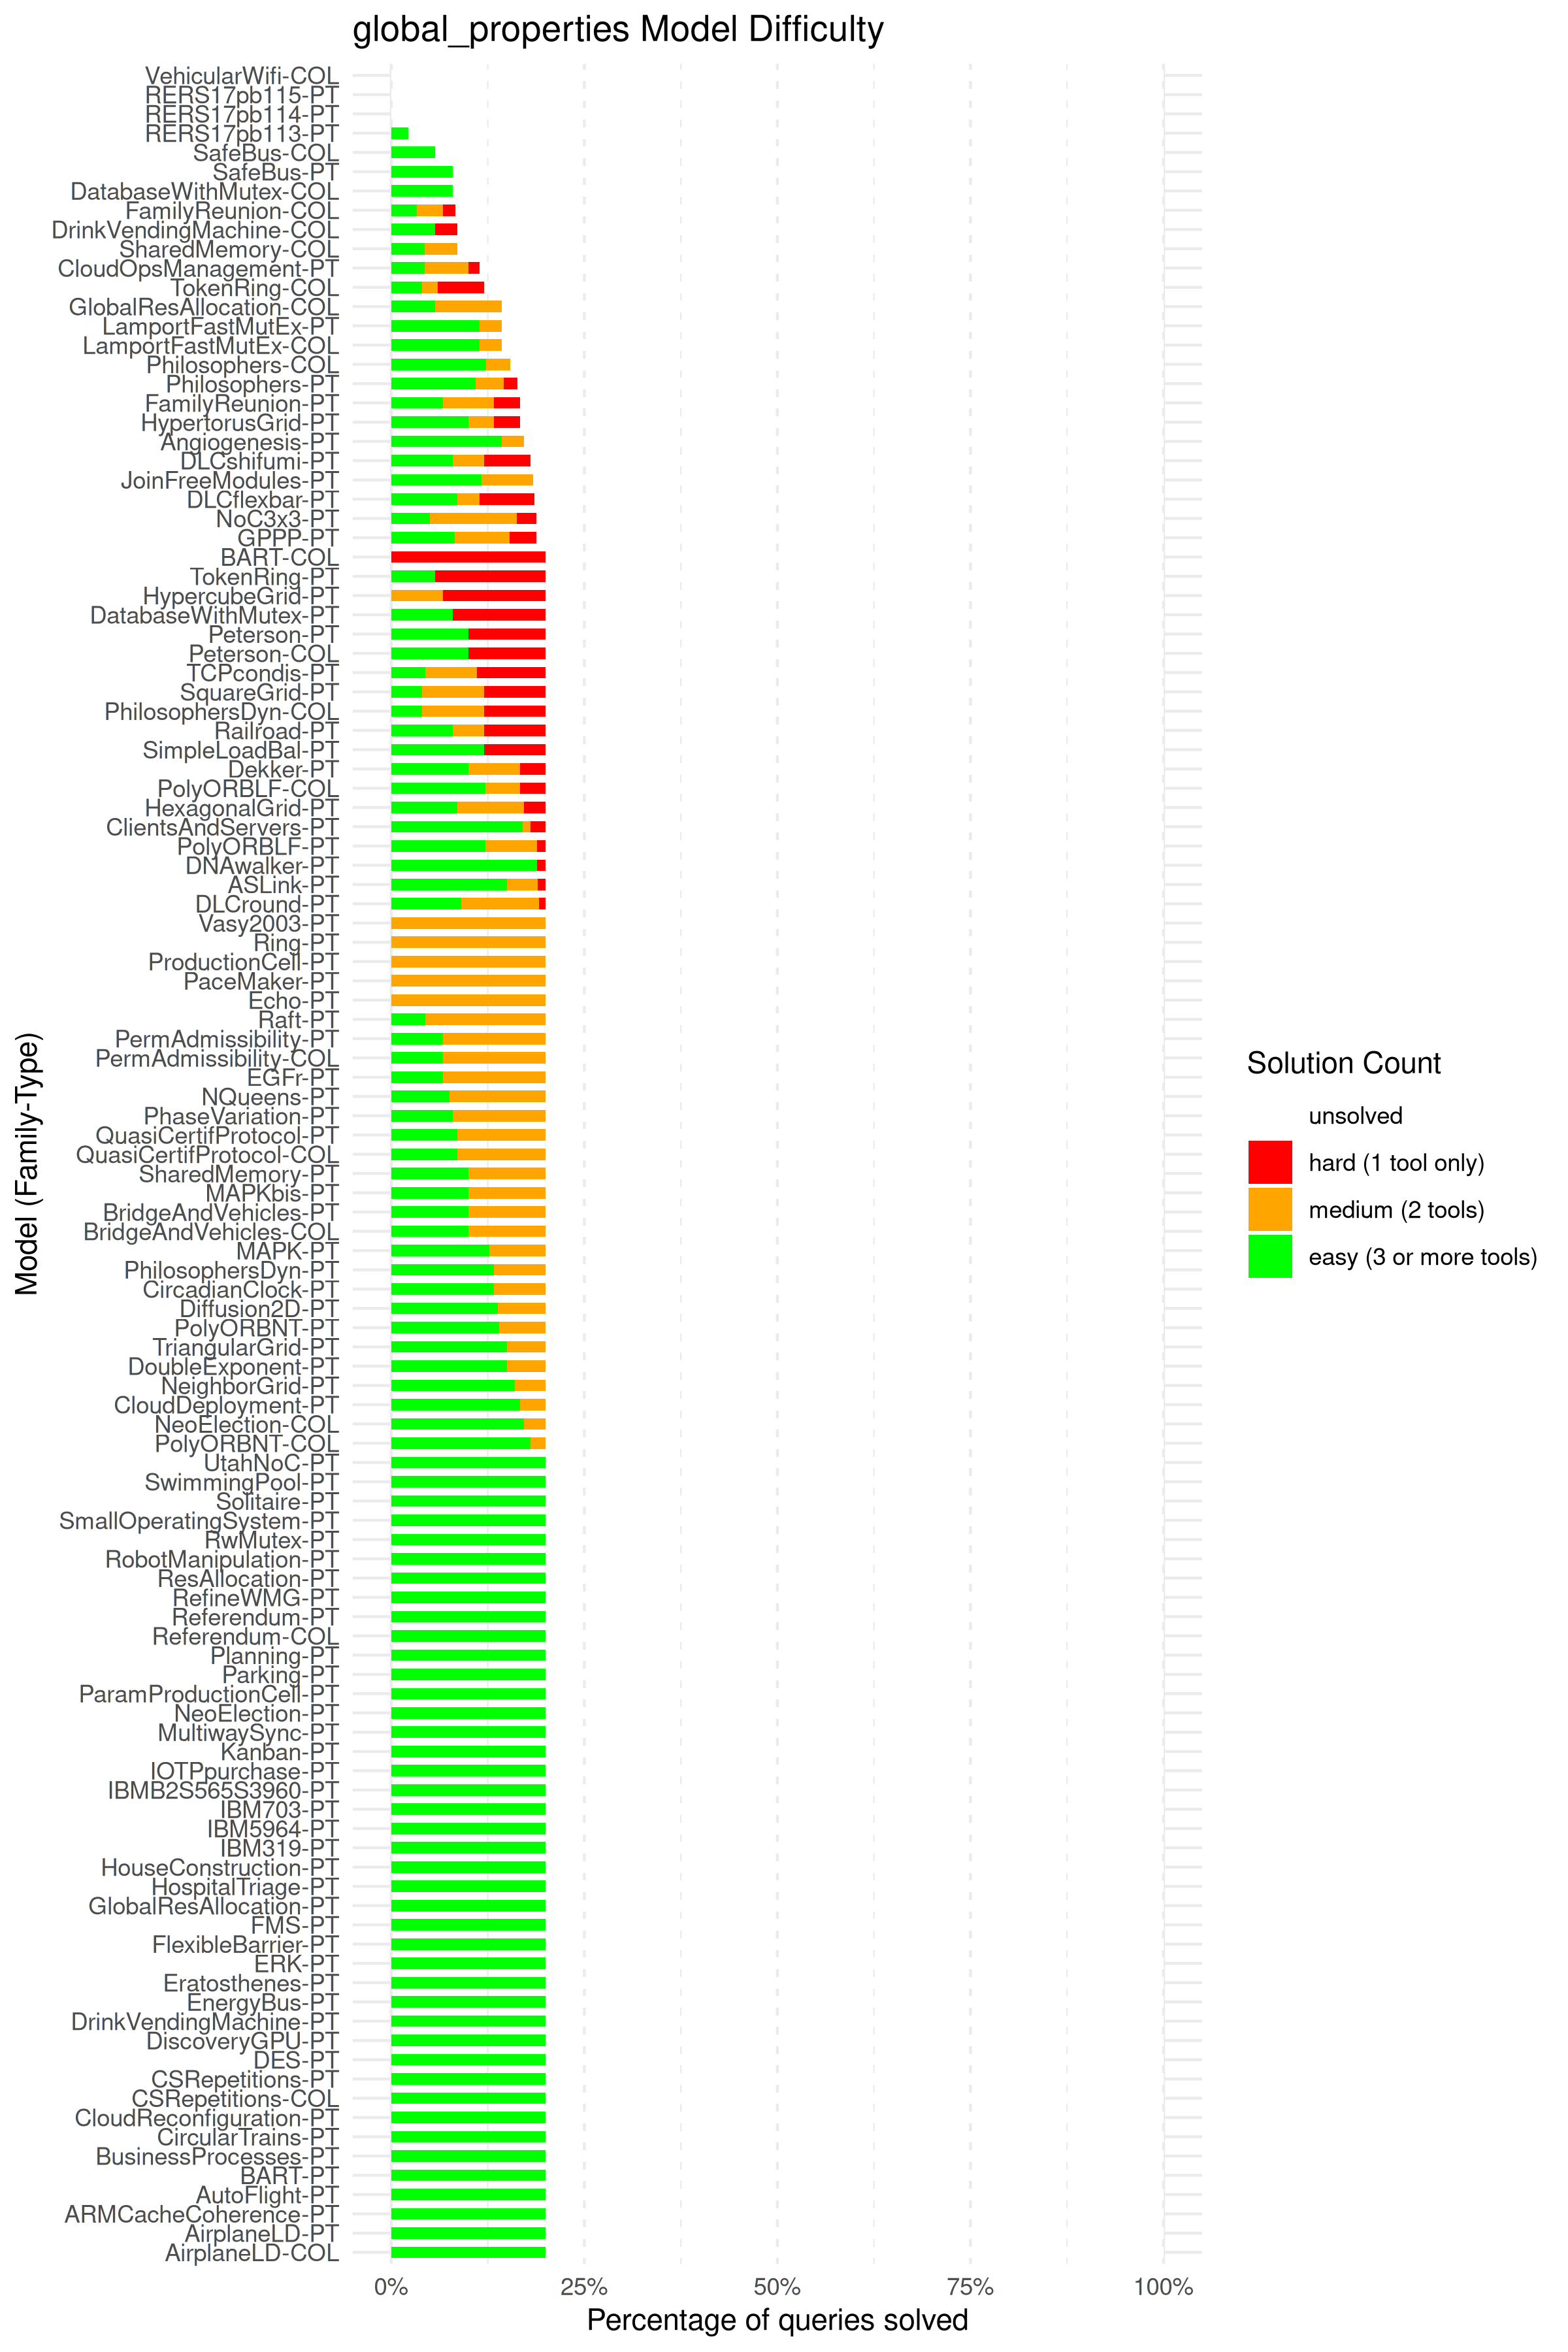 global_properties Model Difficulty
VehicularWifi-COL
RERS17pb115-PT
RERS17pb114-PT
RERS17pb113-PT
SafeBus-COL
SafeBus-PT
DatabaseWithMutex-COL
FamilyReunion-COL
DrinkVendingMachine-COL
SharedMemory-COL
CloudOpsManagement-PT
TokenRing-COL
GlobalResAllocation-COL
LamportFastMutEx-PT
LamportFastMutEx-COL
Philosophers-COL
Philosophers-PT
FamilyReunion-PT
HypertorusGrid-PT
Angiogenesis-PT
DLCshifumi-PT
JoinFreeModules-PT
DLCflexbar-PT
NoC3x3-PT
GPPP-PT
BART-COL
TokenRing-PT
HypercubeGrid-PT
DatabaseWithMutex-PT
Peterson-PT
Peterson-COL
TCPcondis-PT
SquareGrid-PT
PhilosophersDyn-COL
Railroad-PT
SimpleLoadBal-PT
Dekker-PT
PolyORBLF-COL
HexagonalGrid-PT
ClientsAndServers-PT
PolyORBLF-PT
DNAwalker-PT
ASLink-PT
DLCround-PT
Vasy2003-PT
Ring-PT
ProductionCell-PT
PaceMaker-PT
Echo-PT
Raft-PT
PermAdmissibility-PT
PermAdmissibility-COL
EGFr-PT
NQueens-PT
PhaseVariation-PT
QuasiCertifProtocol-PT
QuasiCertifProtocol-COL
SharedMemory-PT
MAPKbis-PT
BridgeAndVehicles-PT
BridgeAndVehicles-COL
MAPK-PT
PhilosophersDyn-PT
CircadianClock-PT
Diffusion2D-PT
PolyORBNT-PT
TriangularGrid-PT
DoubleExponent-PT
NeighborGrid-PT
CloudDeployment-PT
NeoElection-COL
PolyORBNT-COL
UtahNoC-PT
SwimmingPool-PT
Solitaire-PT
SmallOperatingSystem-PT
RwMutex-PT
RobotManipulation-PT
ResAllocation-PT
RefineWMG-PT
Referendum-PT
Referendum-COL
Planning-PT
Parking-PT
ParamProductionCell-PT
NeoElection-PT
MultiwaySync-PT
Kanban-PT
IOTPpurchase-PT
IBMB2S565S3960-PT
IBM703-PT
IBM5964-PT
IBM319-PT
HouseConstruction-PT
HospitalTriage-PT
GlobalResAllocation-PT
FMS-PT
FlexibleBarrier-PT
ERK-PT
Eratosthenes-PT
EnergyBus-PT
DrinkVendingMachine-PT
DiscoveryGPU-PT
DES-PT
CSRepetitions-PT
CSRepetitions-COL
CloudReconfiguration-PT
CircularTrains-PT
BusinessProcesses-PT
BART-PT
AutoFlight-PT
ARMCacheCoherence-PT
AirplaneLD-PT
AirplaneLD-COL
0% 25% 50% 75% 100%
Percentage of queries solved
Model (Family-Type)
Solution Count
unsolved
hard (1 tool only)
medium (2 tools)
easy (3 or more tools)